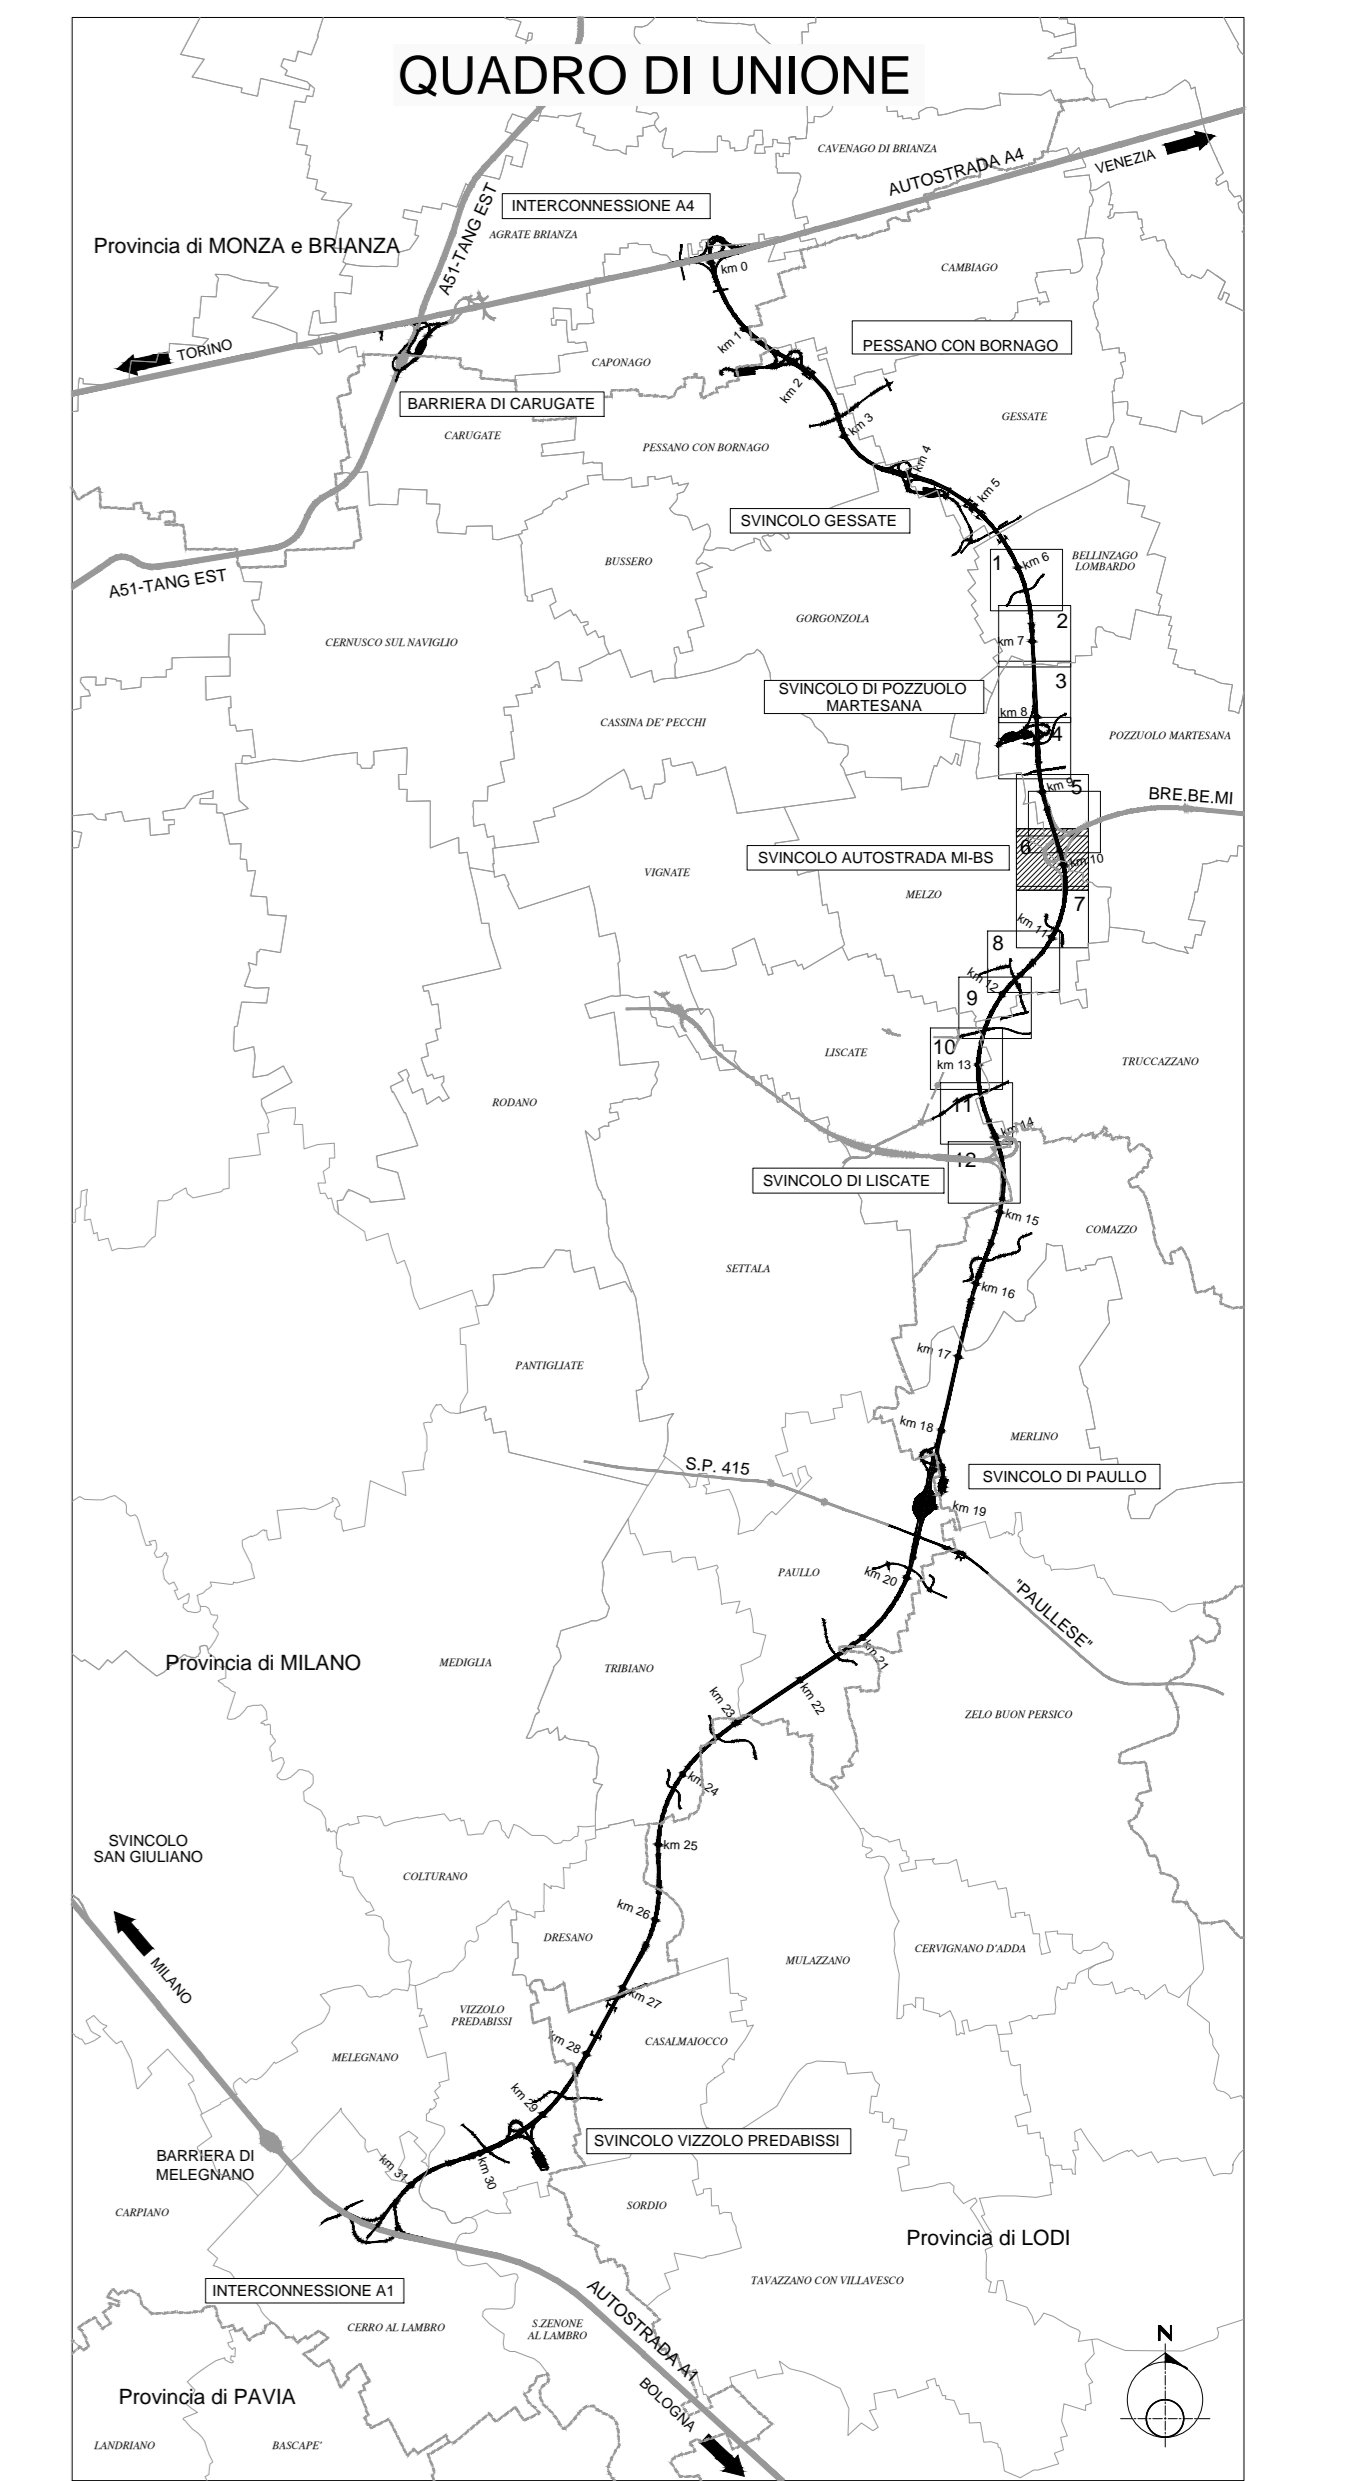 QUADRO DI UNIONE
CAVENAGO DI BRIANZA
AUTOSTRADA A4
VENEZIA
INTERCONNESSIONE A4
A51-TANG EST
AGRATE BRIANZA
Provincia di MONZA e BRIANZA
km 0
CAMBIAGO
TORINO
km 1
PESSANO CON BORNAGO
CAPONAGO
km 2
BARRIERA DI CARUGATE
CARUGATE
km 3
GESSATE
PESSANO CON BORNAGO
km 4
km 5
SVINCOLO GESSATE
BUSSERO
1
km 6
BELLINZAGO
LOMBARDO
A51-TANG EST
GORGONZOLA
2
CERNUSCO SUL NAVIGLIO
km 7
3
SVINCOLO DI POZZUOLO
MARTESANA
km 8
CASSINA DE' PECCHI
4
POZZUOLO MARTESANA
km 9
5
BRE.BE.MI
6
SVINCOLO AUTOSTRADA MI-BS
km 10
VIGNATE
MELZO
7
km 11
8
km 12
9
10
LISCATE
km 13
TRUCCAZZANO
RODANO
11
km 14
12
SVINCOLO DI LISCATE
km 15
COMAZZO
SETTALA
km 16
km 17
PANTIGLIATE
km 18
MERLINO
S.P. 415
SVINCOLO DI PAULLO
km 19
PAULLO
km 20
"PAULLESE"
km 21
Provincia di MILANO
MEDIGLIA
TRIBIANO
km 22
km 23
ZELO BUON PERSICO
km 24
SVINCOLO
SAN GIULIANO
km 25
COLTURANO
km 26
DRESANO
CERVIGNANO D'ADDA
MULAZZANO
MILANO
km 27
VIZZOLO
PREDABISSI
km 28
CASALMAIOCCO
MELEGNANO
km 29
SVINCOLO VIZZOLO PREDABISSI
BARRIERA DI
MELEGNANO
km 31
km 30
CARPIANO
SORDIO
Provincia di LODI
TAVAZZANO CON VILLAVESCO
INTERCONNESSIONE A1
CERRO AL LAMBRO
S.ZENONE
AL LAMBRO
AUTOSTRADA A1
N
Provincia di PAVIA
BOLOGNA
LANDRIANO
BASCAPE'